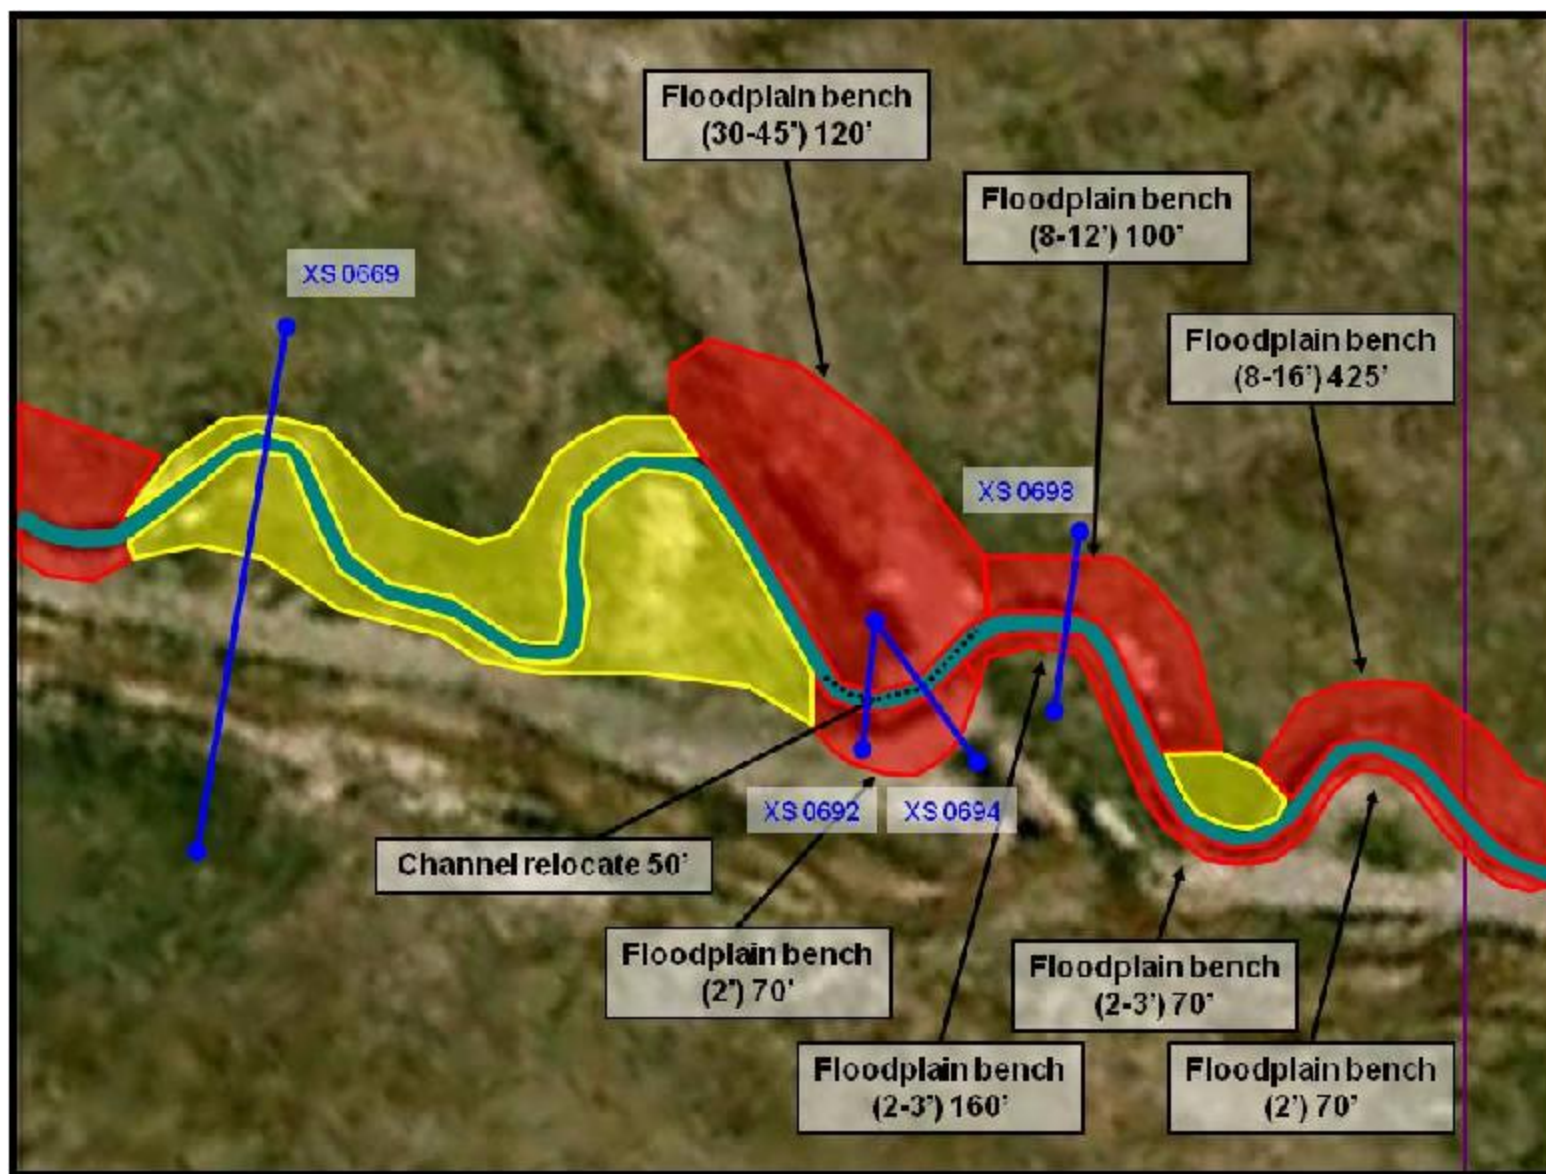 Floodplain bench
(30-45') 120'
Floodplain bench
(8-12') 100'
XS 0669
Floodplain bench
(8-16') 425'
XS 0698
XS 0692
XS 0694
Channel relocate 50'
Floodplain bench
(2') 70'
Floodplain bench
(2-3') 70'
Floodplain bench
(2-3') 160'
Floodplain bench
(2') 70'